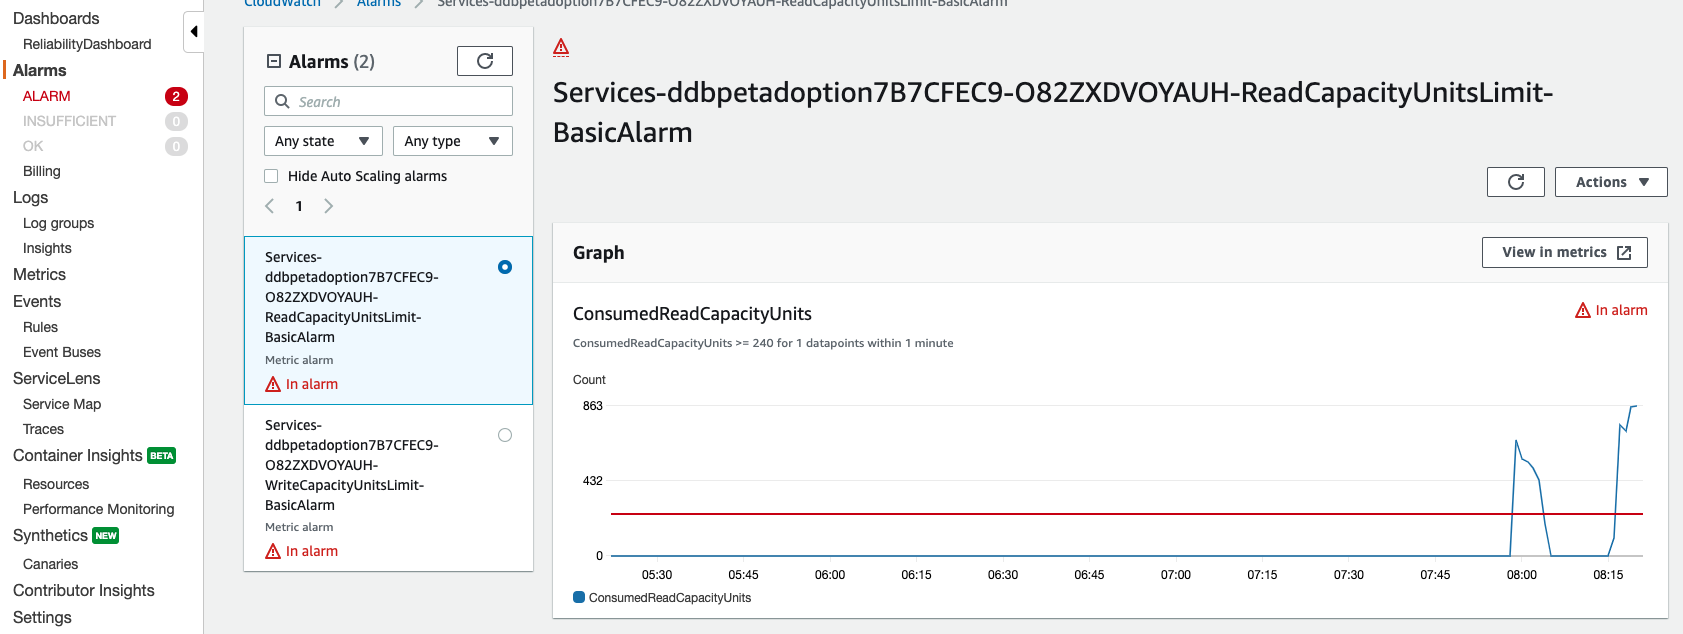 CloudWatch > Alarms > Services-ddbpetadoption7B7CFEC9-O82ZXDVOYAUH-ReadCapacityUnitsLimit-BasicAlarm
Dashboards
ReliabilityDashboard
Alarms
ALARM 2
INSUFFICIENT 0
OK 0
Billing
Logs
Log groups
Insights
Metrics
Events
Rules
Event Buses
ServiceLens
Service Map
Traces
Container Insights BETA
Resources
Performance Monitoring
Synthetics NEW
Canaries
Contributor Insights
Settings
Alarms (2)
Search
Any state
Any type
Hide Auto Scaling alarms
1
Services-
ddbpetadoption7B7CFEC9-
O82ZXDVOYAUH-
ReadCapacityUnitsLimit-
BasicAlarm
Metric alarm
In alarm
Services-
ddbpetadoption7B7CFEC9-
O82ZXDVOYAUH-
WriteCapacityUnitsLimit-
BasicAlarm
Metric alarm
In alarm
Services-ddbpetadoption7B7CFEC9-O82ZXDVOYAUH-ReadCapacityUnitsLimit-
BasicAlarm
Actions
Graph
View in metrics
ConsumedReadCapacityUnits
In alarm
ConsumedReadCapacityUnits >= 240 for 1 datapoints within 1 minute
Count
863
432
0
05:30 05:45 06:00 06:15 06:30 06:45 07:00 07:15 07:30 07:45 08:00 08:15
ConsumedReadCapacityUnits